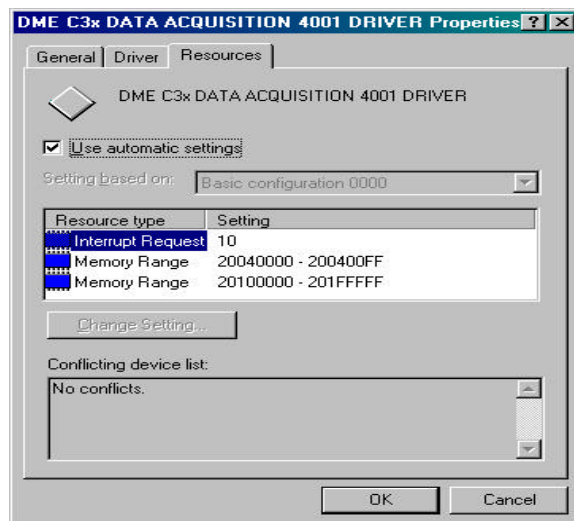 DME C3x DATA ACQUISITION 4001 DRIVER Properties ? X
General Driver Resources
DME C3x DATA ACQUISITION 4001 DRIVER
Use automatic settings
Setting based on: Basic configuration 0000
Resource type Setting
Interrupt Request 10
Memory Range 20040000 - 200400FF
Memory Range 20100000 - 201FFFFF
Change Setting...
Conflicting device list:
No conflicts.
OK Cancel